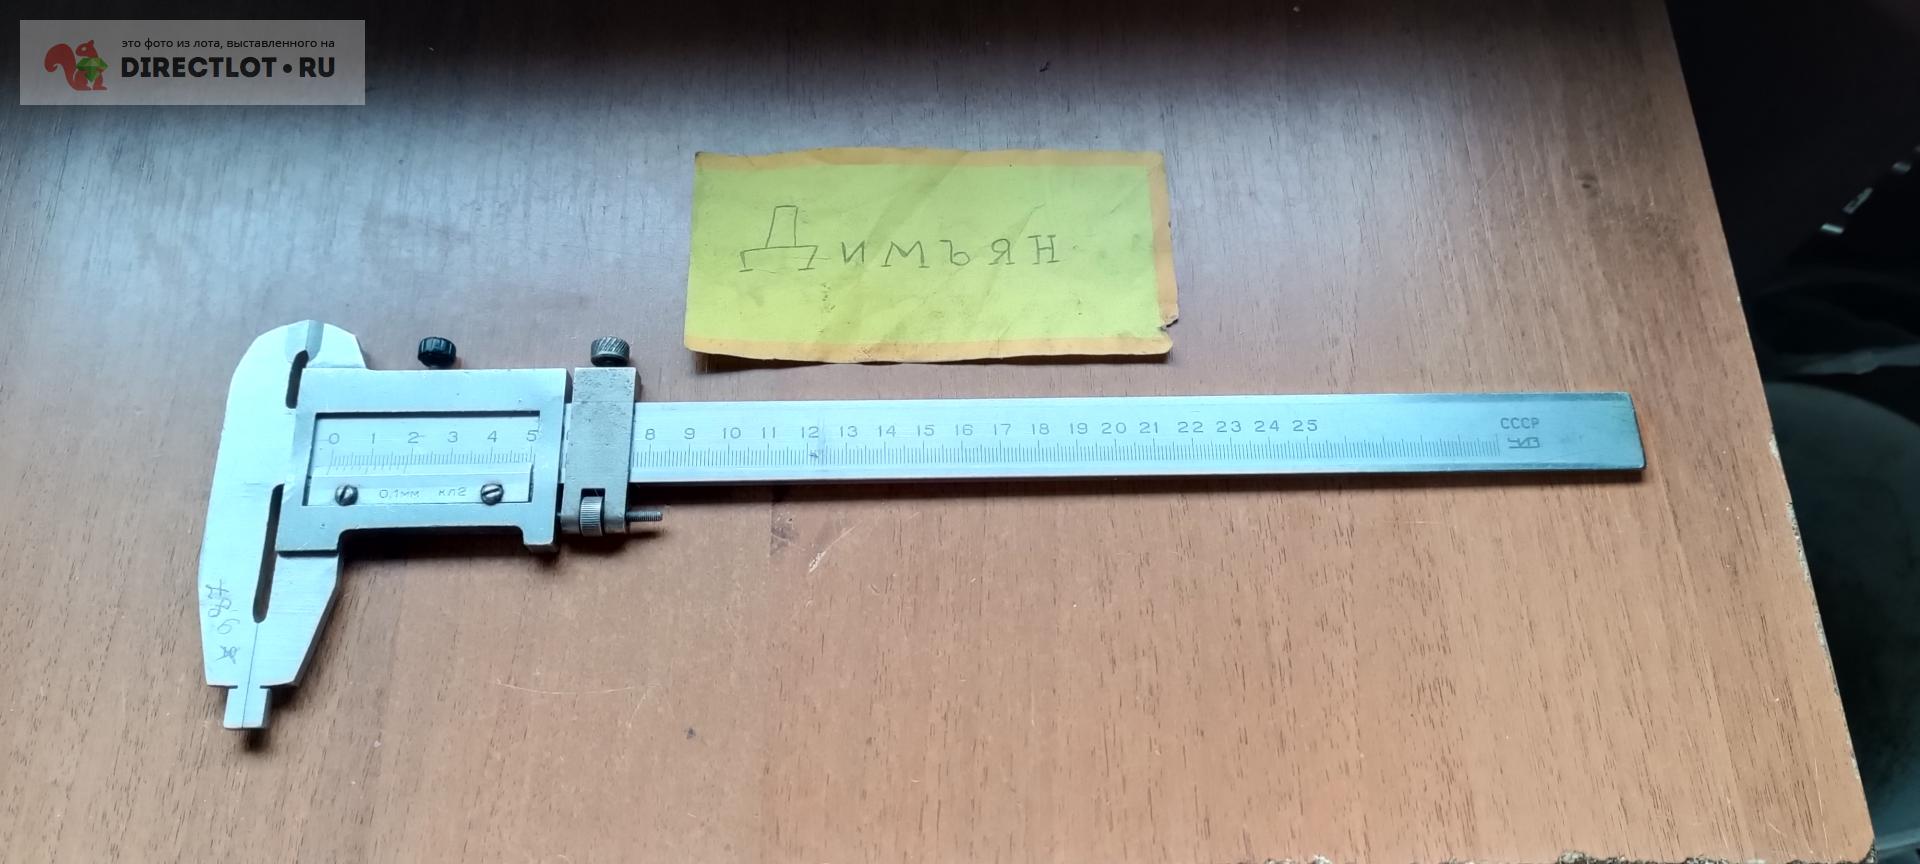 это фото из лота, выставленного на
DIRECTLOT•RU
Димъян
0 1 2 3 4 5 8 9 10 11 12 13 14 15 16 17 18 19 20 21 22 23 24 25
СССР
0,1мм кл2